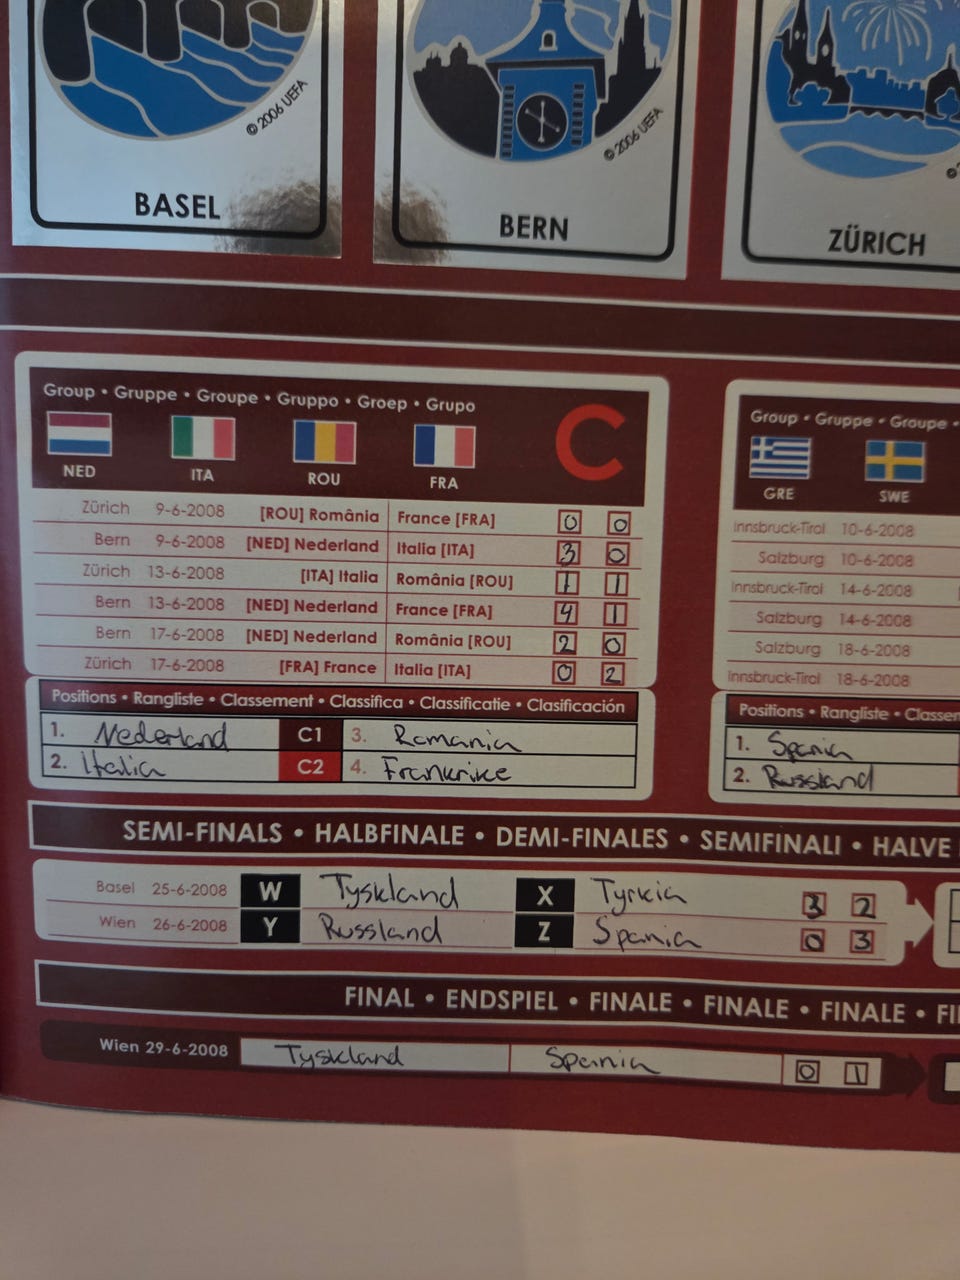 © 2006 UEFA
BASEL
© 2006 UEFA
BERN
©
ZÜRICH
Group • Gruppe • Groupe • Gruppo • Groep • Grupo
C
NED ITA ROU FRA
Zürich 9-6-2008 [ROU] România France [FRA] 0 0
Bern 9-6-2008 [NED] Nederland Italia [ITA] 3 0
Zürich 13-6-2008 [ITA] Italia România [ROU] 1 1
Bern 13-6-2008 [NED] Nederland France [FRA] 4 1
Bern 17-6-2008 [NED] Nederland România [ROU] 2 0
Zürich 17-6-2008 [FRA] France Italia [ITA] 0 2
Positions • Rangliste • Classement • Classifica • Classificatie • Clasificación
1. Nederland C1 3. Romania
2. Italia C2 4. Frankrike
Group • Gruppe • Groupe •
GRE SWE
Innsbruck-Tirol 10-6-2008
Salzburg 10-6-2008
Innsbruck-Tirol 14-6-2008
Salzburg 14-6-2008
Salzburg 18-6-2008
Innsbruck-Tirol 18-6-2008
Positions • Rangliste • Classem
1. Spania
2. Russland
SEMI-FINALS • HALBFINALE • DEMI-FINALES • SEMIFINALI • HALVE
Basel 25-6-2008 W Tyskland X Tyrkia 3 2
Wien 26-6-2008 Y Russland Z Spania 0 3
FINAL • ENDSPIEL • FINALE • FINALE • FINALE • FI
Wien 29-6-2008 Tyskland Spania 0 1